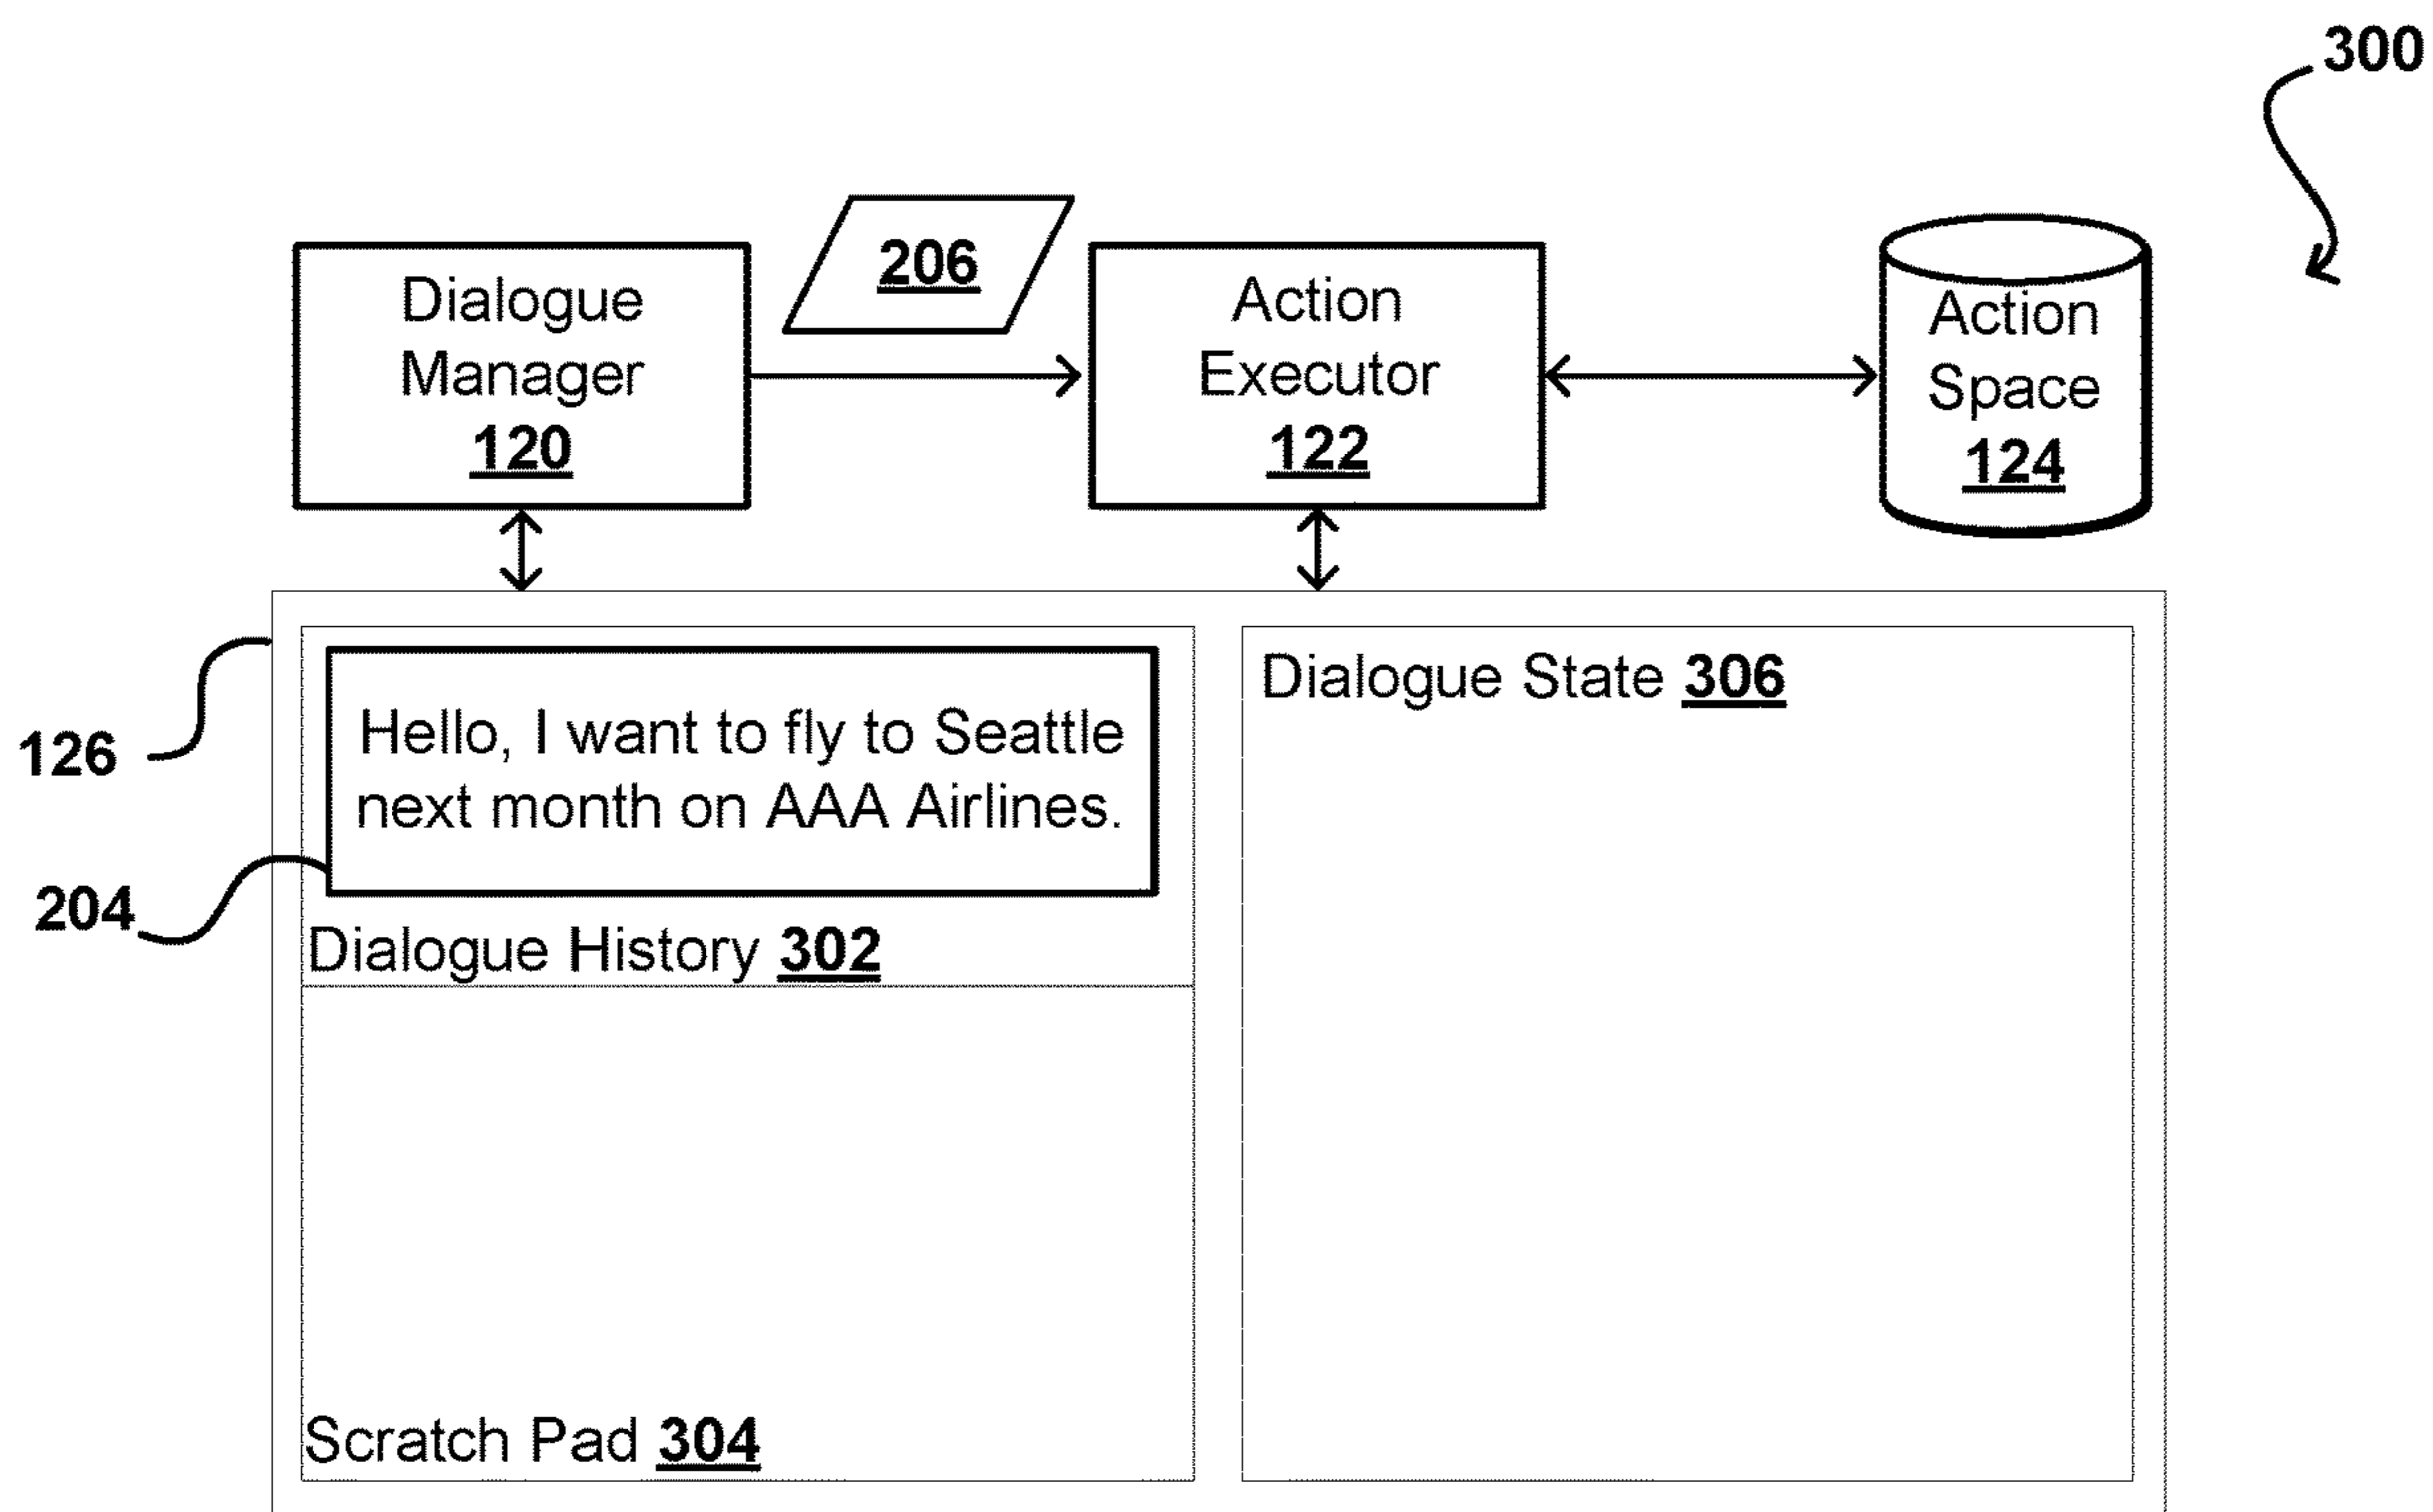 300
206
Dialogue
Manager
120
Action
Executor
122
Action
Space
124
126
Hello, I want to fly to Seattle
next month on AAA Airlines.
204
Dialogue History 302
Scratch Pad 304
Dialogue State 306